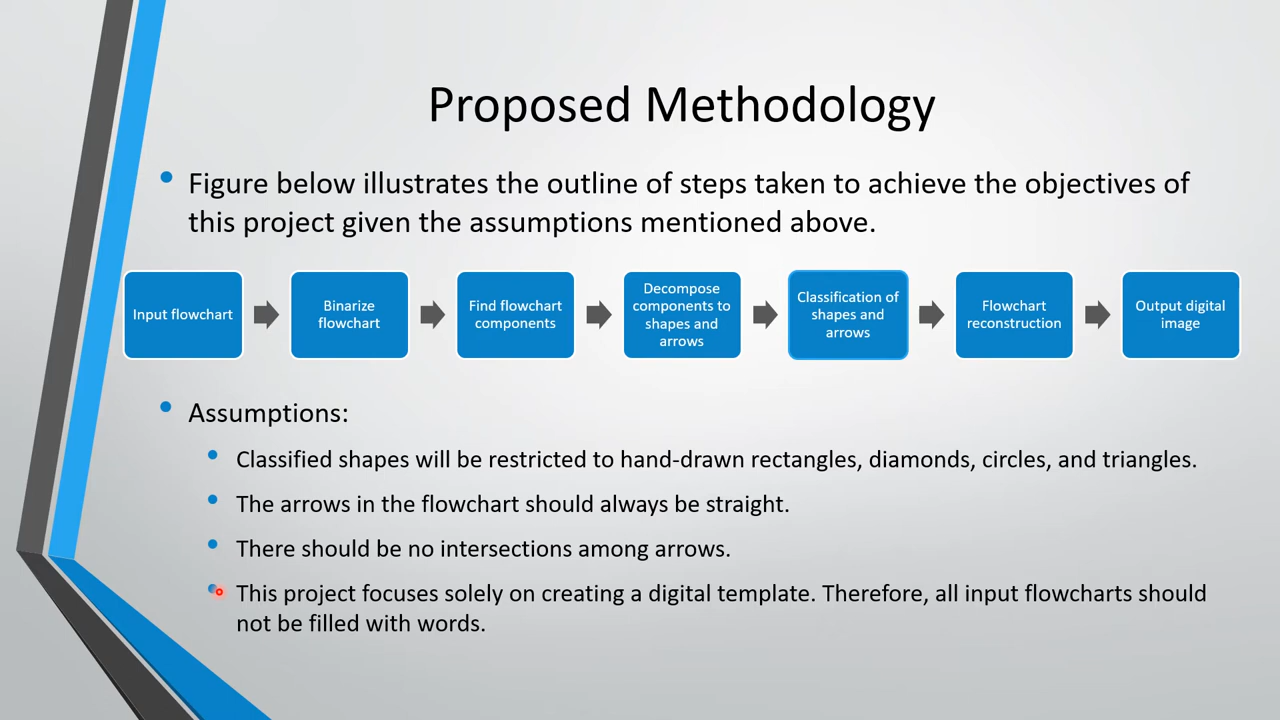 Proposed Methodology
Figure below illustrates the outline of steps taken to achieve the objectives of
this project given the assumptions mentioned above.
Input flowchart
Binarize
flowchart
Find flowchart
components
Decompose
components to
shapes and
arrows
Classification of
shapes and
arrows
Flowchart
reconstruction
Output digital
image
Assumptions:
Classified shapes will be restricted to hand-drawn rectangles, diamonds, circles, and triangles.
The arrows in the flowchart should always be straight.
There should be no intersections among arrows.
This project focuses solely on creating a digital template. Therefore, all input flowcharts should
not be filled with words.